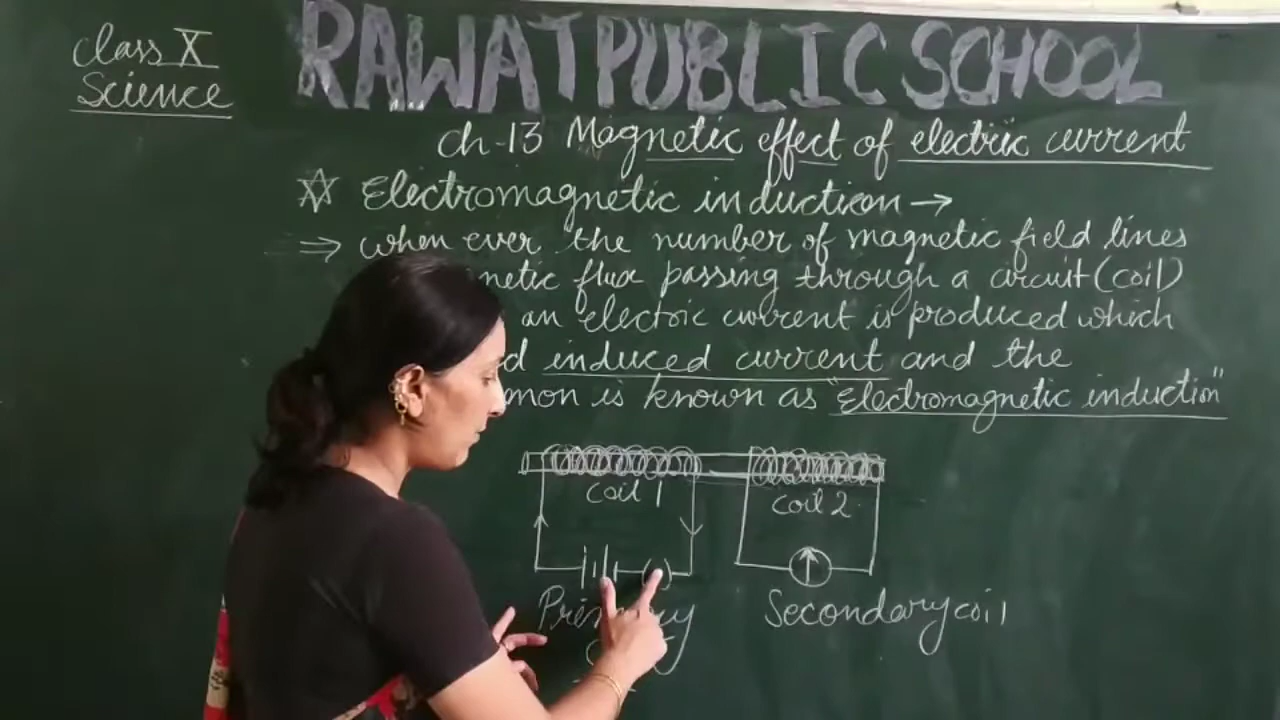 Class X
Science
RAWAT PUBLIC SCHOOL
ch-13 Magnetic effect of electric current
Electromagnetic induction →
⇒ when ever the number of magnetic field lines
netic flux passing through a circuit (coil)
an electric current is produced which
d induced current and the
mon is known as "Electromagnetic induction"
Coil 1
Coil 2
Secondary coil